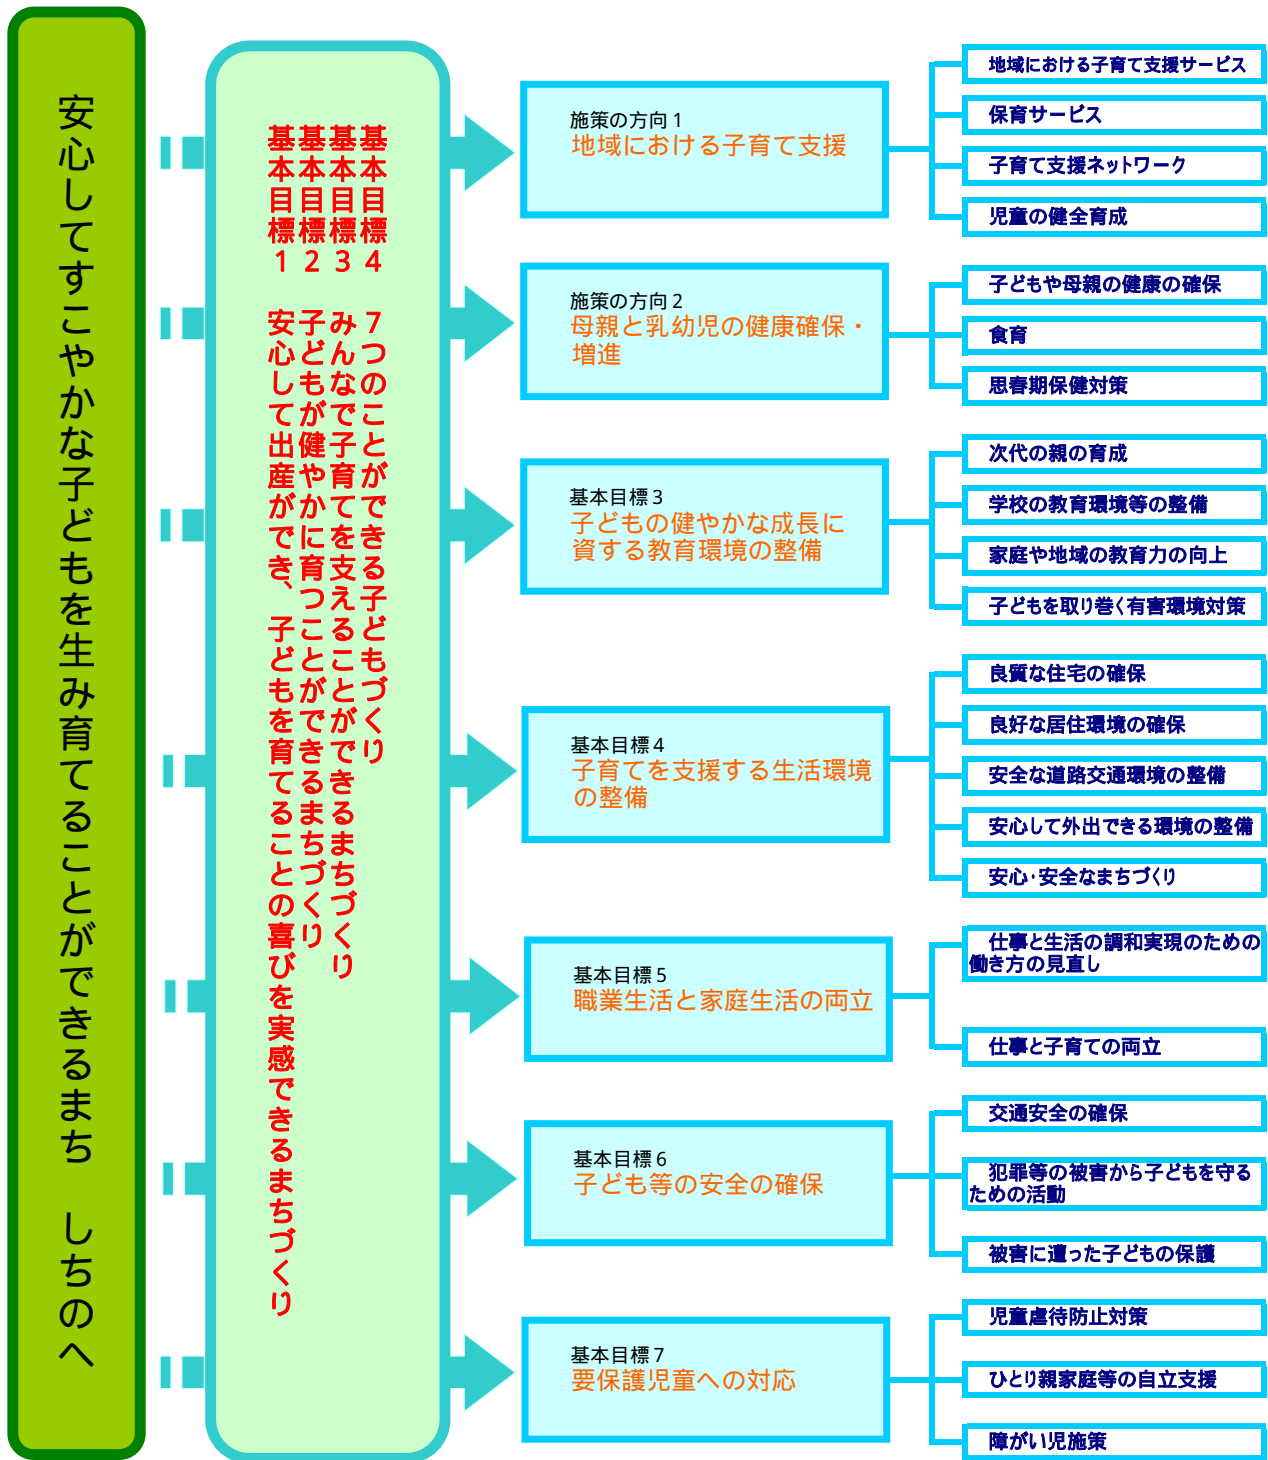 安心してすこやかな子どもを生み育てることができるまち　しちのへ
基本目標１　安心して出産ができ、子どもを育てることの喜びを実感できるまちづくり
基本目標２　子どもが健やかに育つことができるまちづくり
基本目標３　みんなで子育てを支えることができるまちづくり
基本目標４　７つのことができる子どもづくり
施策の方向１
地域における子育て支援
地域における子育て支援サービス
保育サービス
子育て支援ネットワーク
児童の健全育成
施策の方向２
母親と乳幼児の健康確保・
増進
子どもや母親の健康の確保
食育
思春期保健対策
基本目標３
子どもの健やかな成長に
資する教育環境の整備
次代の親の育成
学校の教育環境等の整備
家庭や地域の教育力の向上
子どもを取り巻く有害環境対策
基本目標４
子育てを支援する生活環境
の整備
良質な住宅の確保
良好な居住環境の確保
安全な道路交通環境の整備
安心して外出できる環境の整備
安心・安全なまちづくり
基本目標５
職業生活と家庭生活の両立
仕事と生活の調和実現のための
働き方の見直し
仕事と子育ての両立
基本目標６
子ども等の安全の確保
交通安全の確保
犯罪等の被害から子どもを守る
ための活動
被害に遭った子どもの保護
基本目標７
要保護児童への対応
児童虐待防止対策
ひとり親家庭等の自立支援
障がい児施策